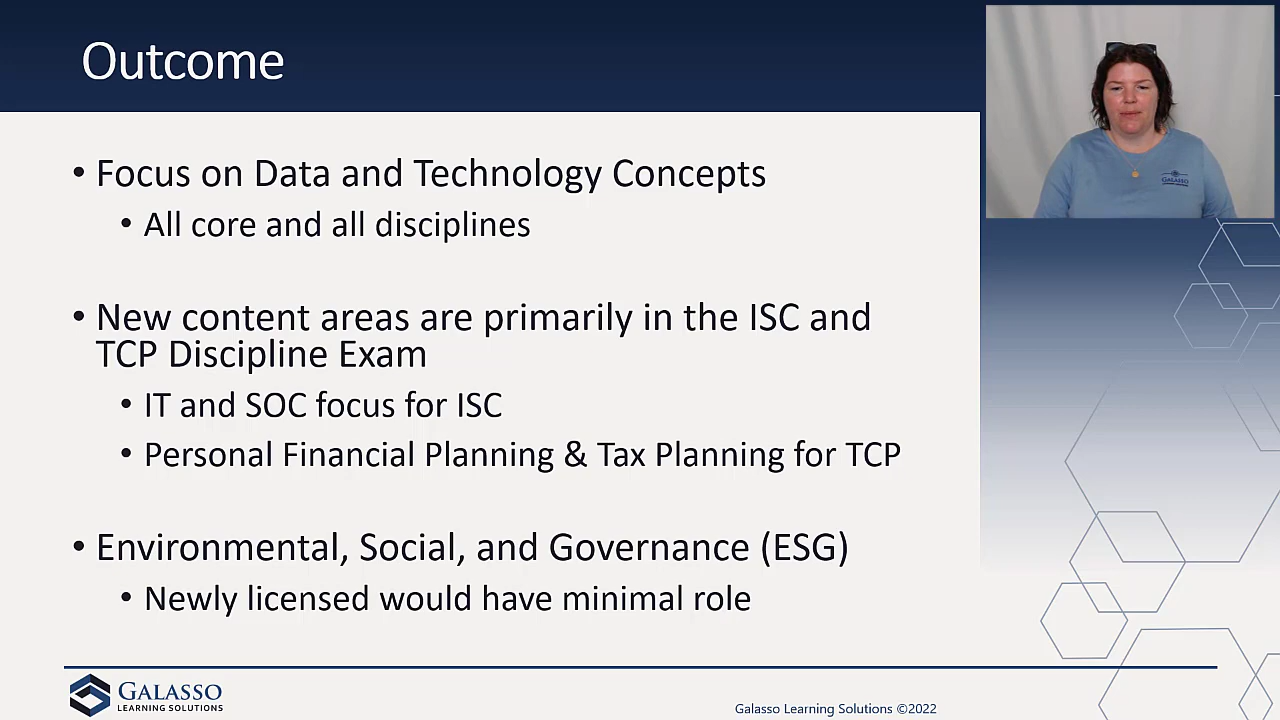 Outcome
• Focus on Data and Technology Concepts
• All core and all disciplines
• New content areas are primarily in the ISC and
TCP Discipline Exam
• IT and SOC focus for ISC
• Personal Financial Planning & Tax Planning for TCP
• Environmental, Social, and Governance (ESG)
• Newly licensed would have minimal role
GALASSO
LEARNING SOLUTIONS
Galasso Learning Solutions ©2022
GALASSO